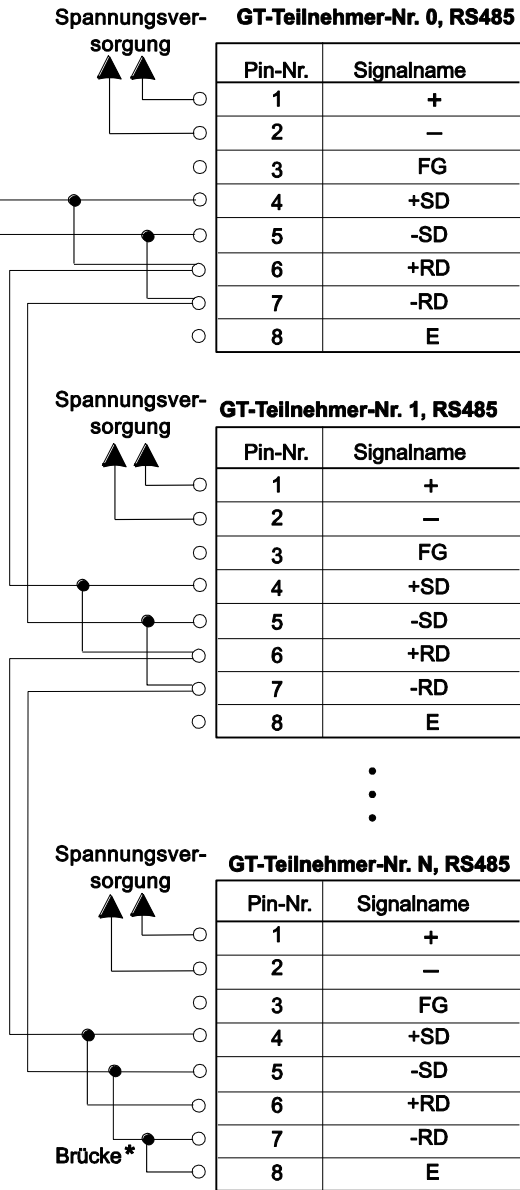 Spannungsver-
sorgung
GT-Teilnehmer-Nr. 0, RS485
Pin-Nr. Signalname
1 +
2 –
3 FG
4 +SD
5 -SD
6 +RD
7 -RD
8 E
Spannungsver-
sorgung
GT-Teilnehmer-Nr. 1, RS485
Pin-Nr. Signalname
1 +
2 –
3 FG
4 +SD
5 -SD
6 +RD
7 -RD
8 E
Spannungsver-
sorgung
GT-Teilnehmer-Nr. N, RS485
Pin-Nr. Signalname
1 +
2 –
3 FG
4 +SD
5 -SD
6 +RD
7 -RD
Brücke*
8 E